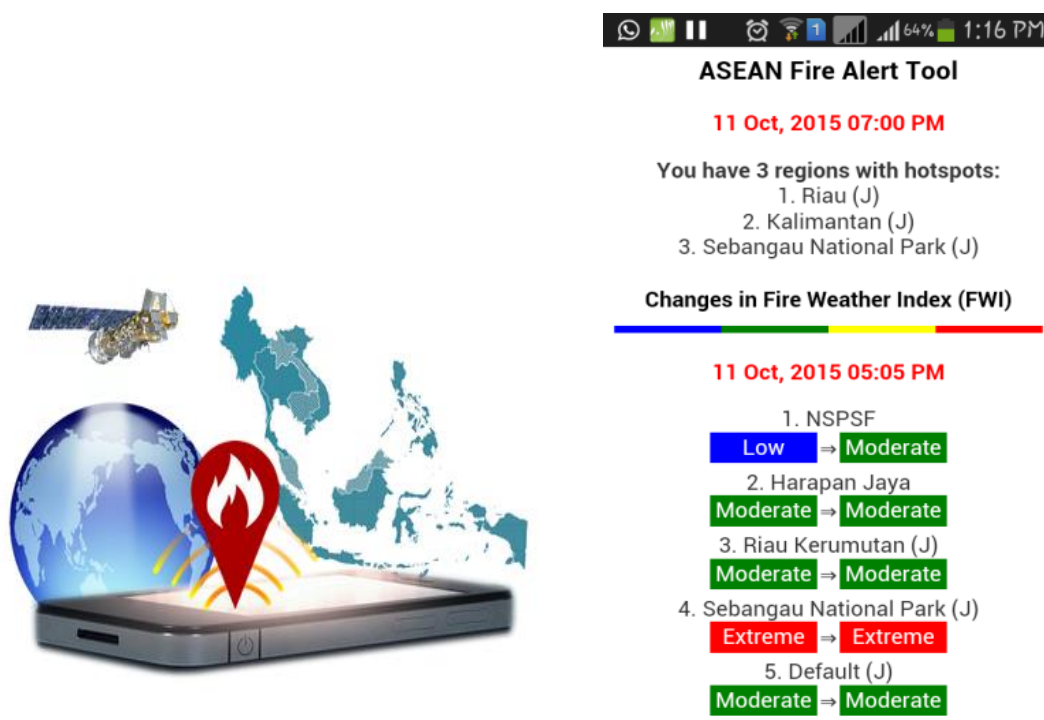 1 64% 1:16 PM
ASEAN Fire Alert Tool
11 Oct, 2015 07:00 PM
You have 3 regions with hotspots:
1. Riau (J)
2. Kalimantan (J)
3. Sebangau National Park (J)
Changes in Fire Weather Index (FWI)
11 Oct, 2015 05:05 PM
1. NSPSF
Low ⇒ Moderate
2. Harapan Jaya
Moderate ⇒ Moderate
3. Riau Kerumutan (J)
Moderate ⇒ Moderate
4. Sebangau National Park (J)
Extreme ⇒ Extreme
5. Default (J)
Moderate ⇒ Moderate